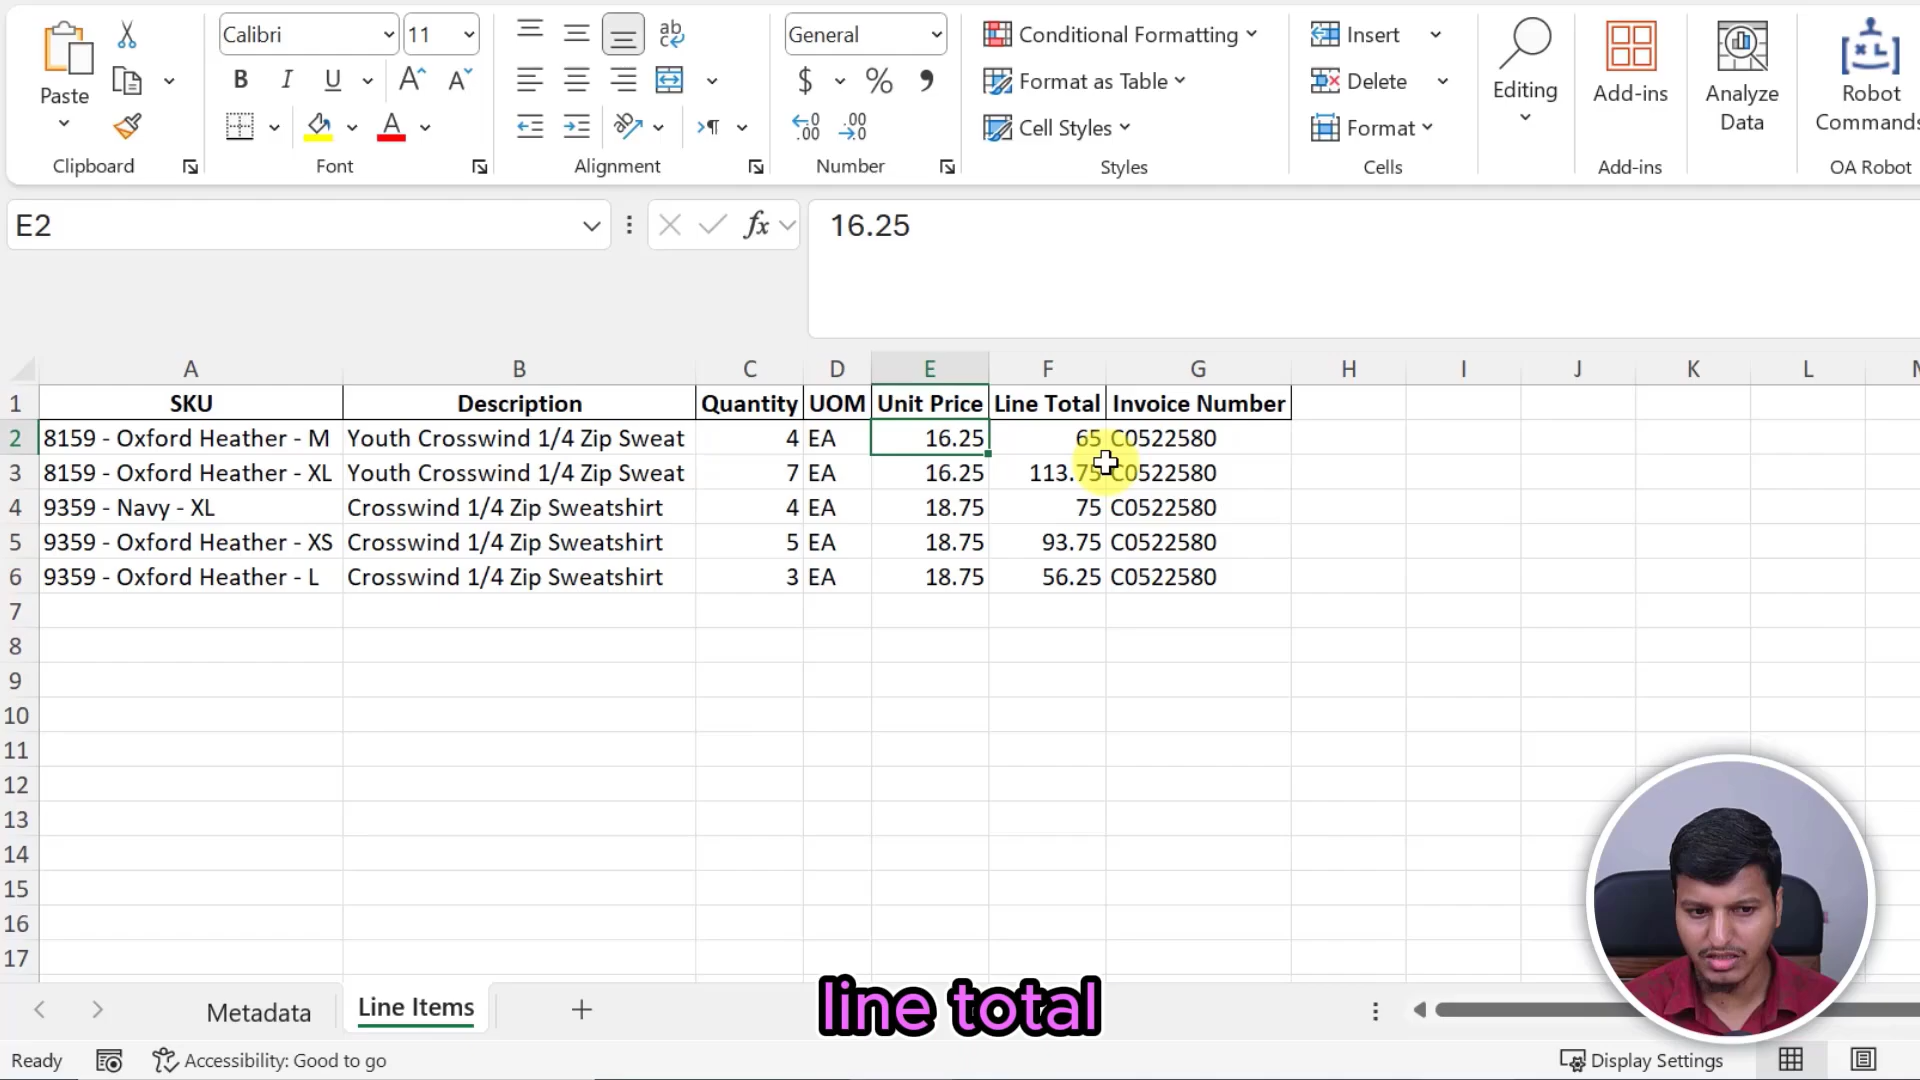 Paste
Clipboard
Calibri 11
B I U A A
A
Font
ab
Alignment
General
$ % 9
.00 .00
Number
Conditional Formatting
Format as Table
Cell Styles
Styles
Insert
Delete
Format
Cells
Editing
Add-ins
Add-ins
Analyze
Data
Robot
Commands
OA Robot
E2 fx 16.25
A B C D E F G H I J K L
1 SKU Description Quantity UOM Unit Price Line Total Invoice Number
2 8159 - Oxford Heather - M Youth Crosswind 1/4 Zip Sweat 4 EA 16.25 65 C0522580
3 8159 - Oxford Heather - XL Youth Crosswind 1/4 Zip Sweat 7 EA 16.25 113.75 C0522580
4 9359 - Navy - XL Crosswind 1/4 Zip Sweatshirt 4 EA 18.75 75 C0522580
5 9359 - Oxford Heather - XS Crosswind 1/4 Zip Sweatshirt 5 EA 18.75 93.75 C0522580
6 9359 - Oxford Heather - L Crosswind 1/4 Zip Sweatshirt 3 EA 18.75 56.25 C0522580
7
8
9
10
11
12
13
14
15
16
17
Metadata Line Items
line total
Ready Accessibility: Good to go Display Settings